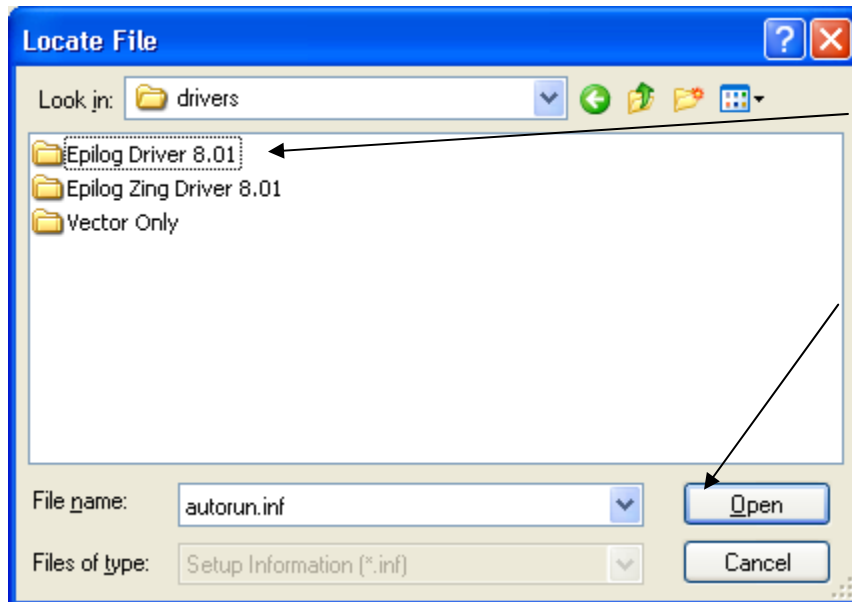 Locate File
Look in: drivers
Epilog Driver 8.01
Epilog Zing Driver 8.01
Vector Only
File name: autorun.inf Open
Files of type: Setup Information (*.inf) Cancel